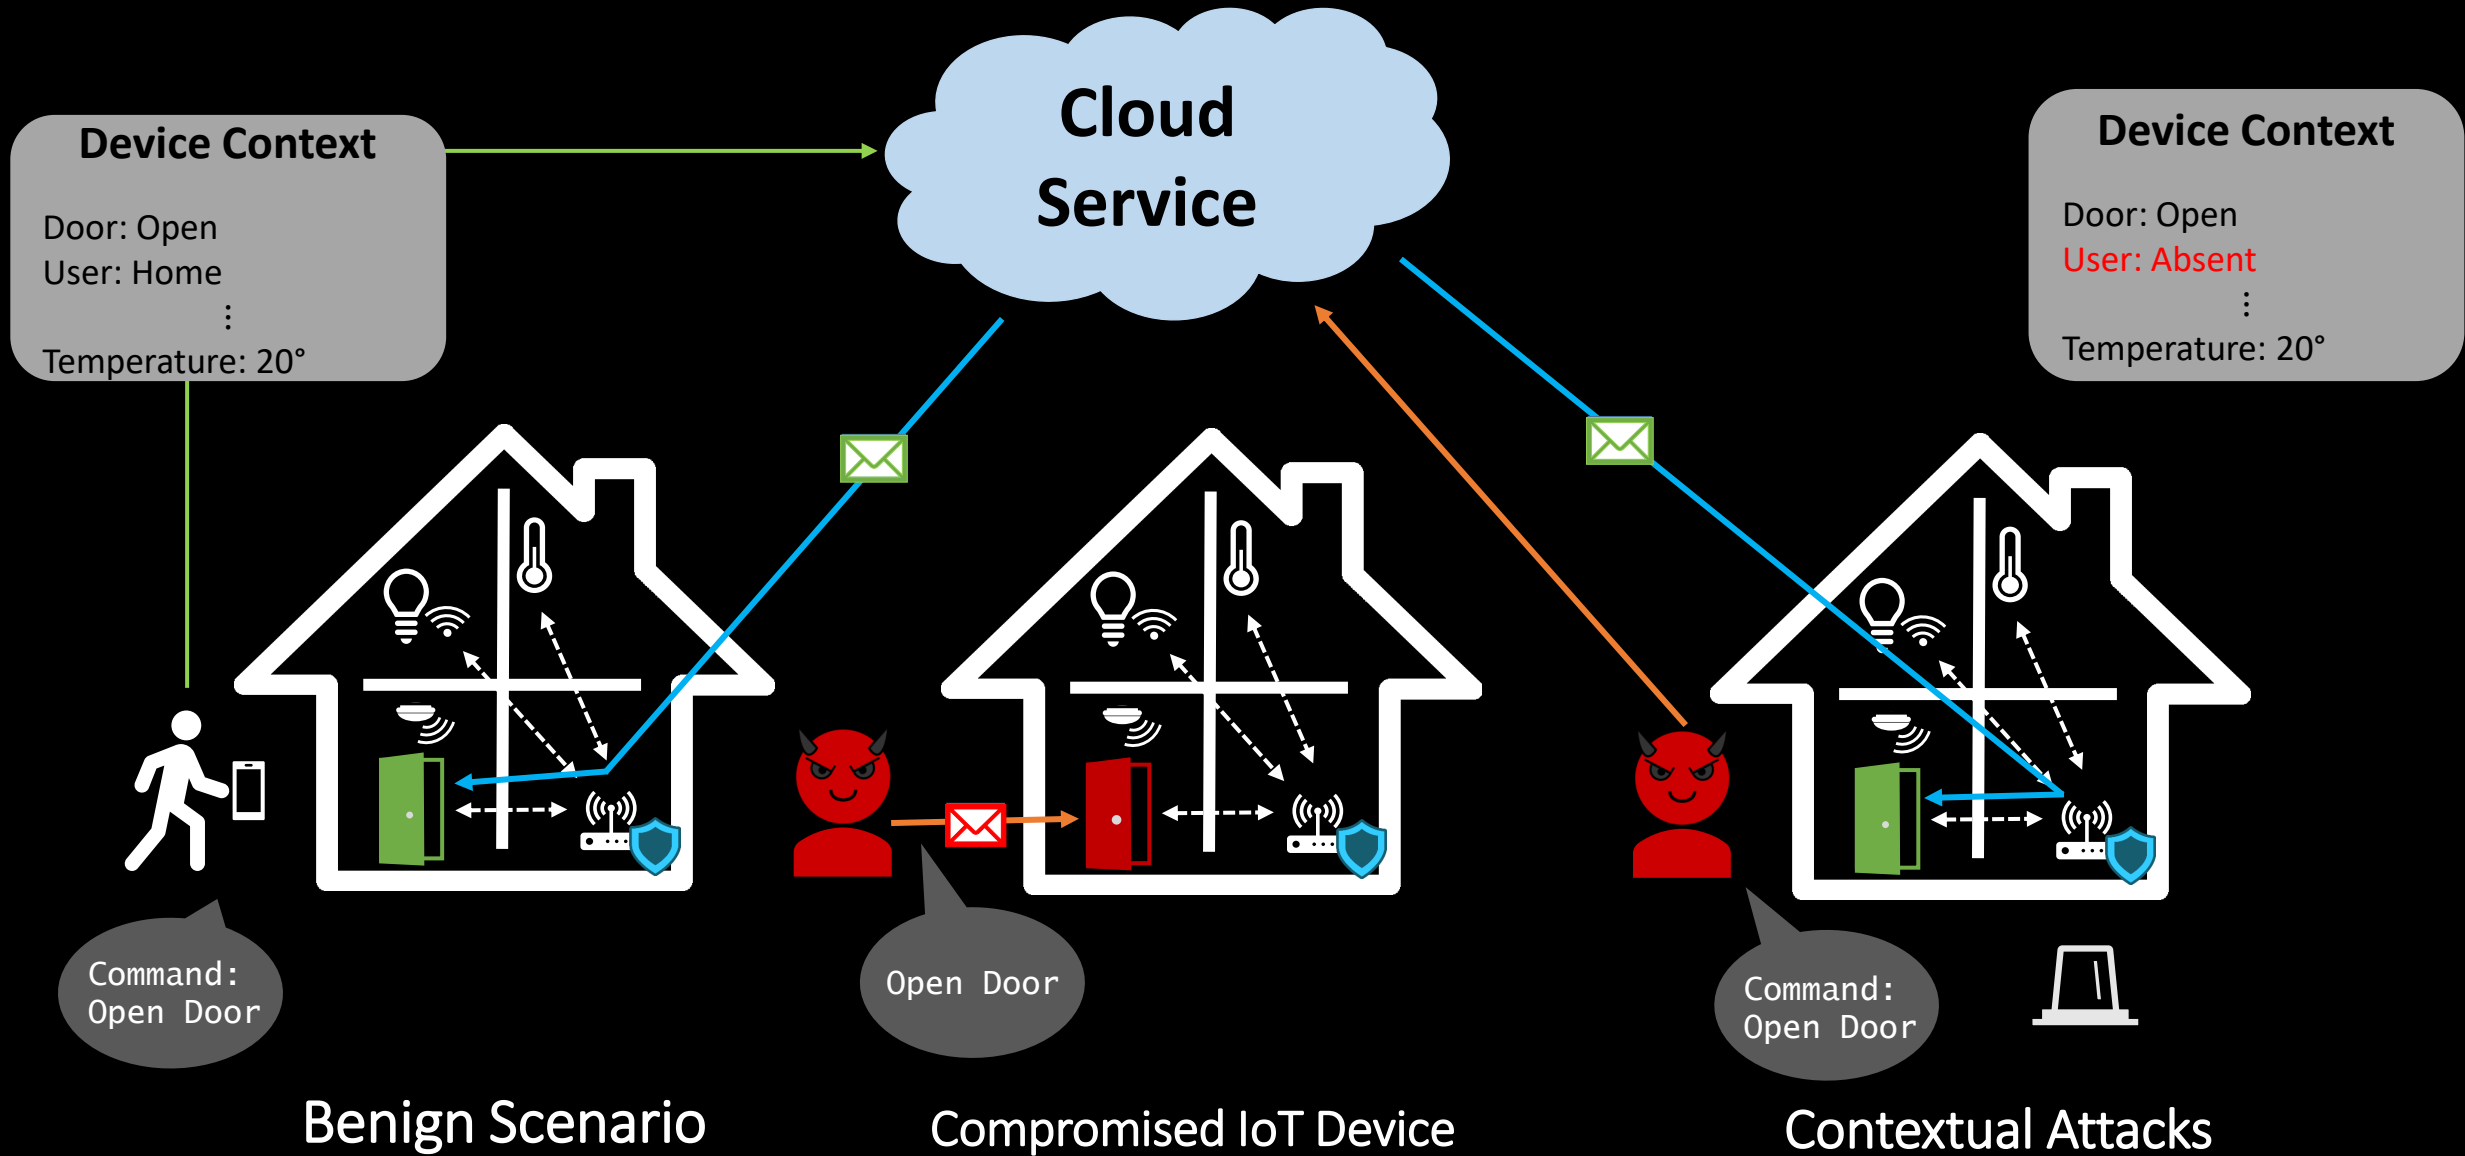 Cloud
Service
Device Context
Door: Open
User: Home
⋮
Temperature: 20°
Device Context
Door: Open
User: Absent
⋮
Temperature: 20°
Command:
Open Door
Open Door
Command:
Open Door
Benign Scenario
Compromised IoT Device
Contextual Attacks